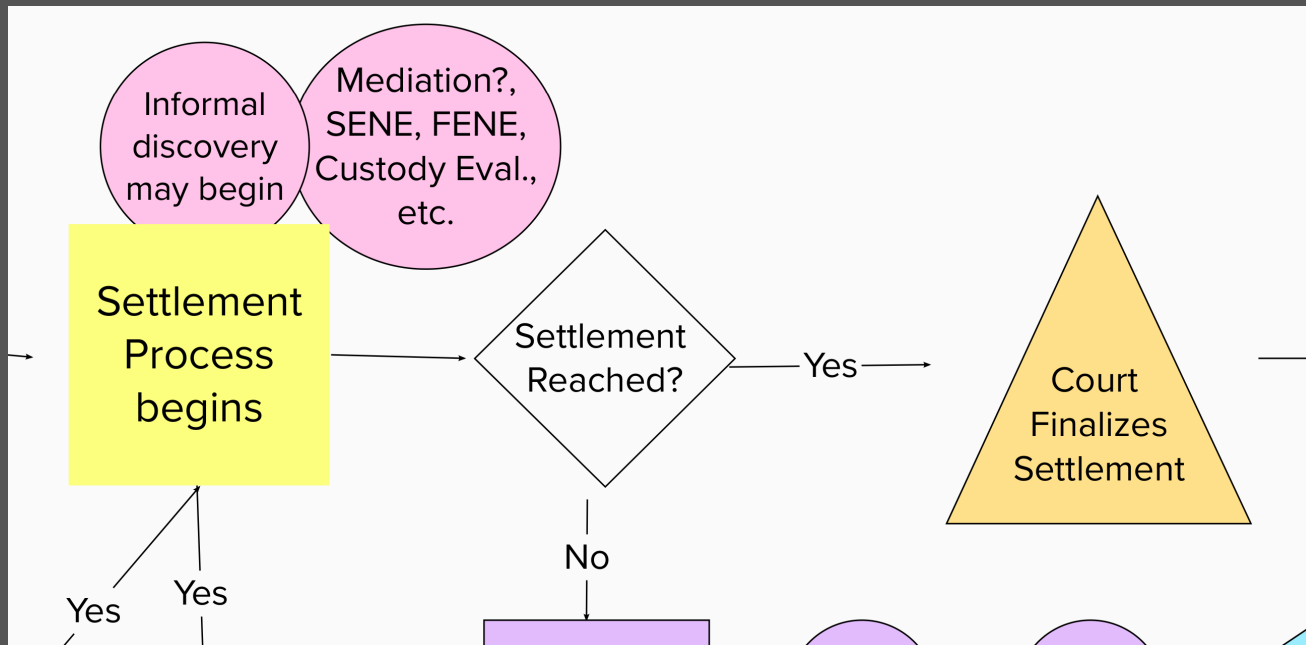 Informal
discovery
may begin
Mediation?,
SENE, FENE,
Custody Eval.,
etc.
Settlement
Process
begins
Settlement
Reached?
Yes
Court
Finalizes
Settlement
No
Yes
Yes